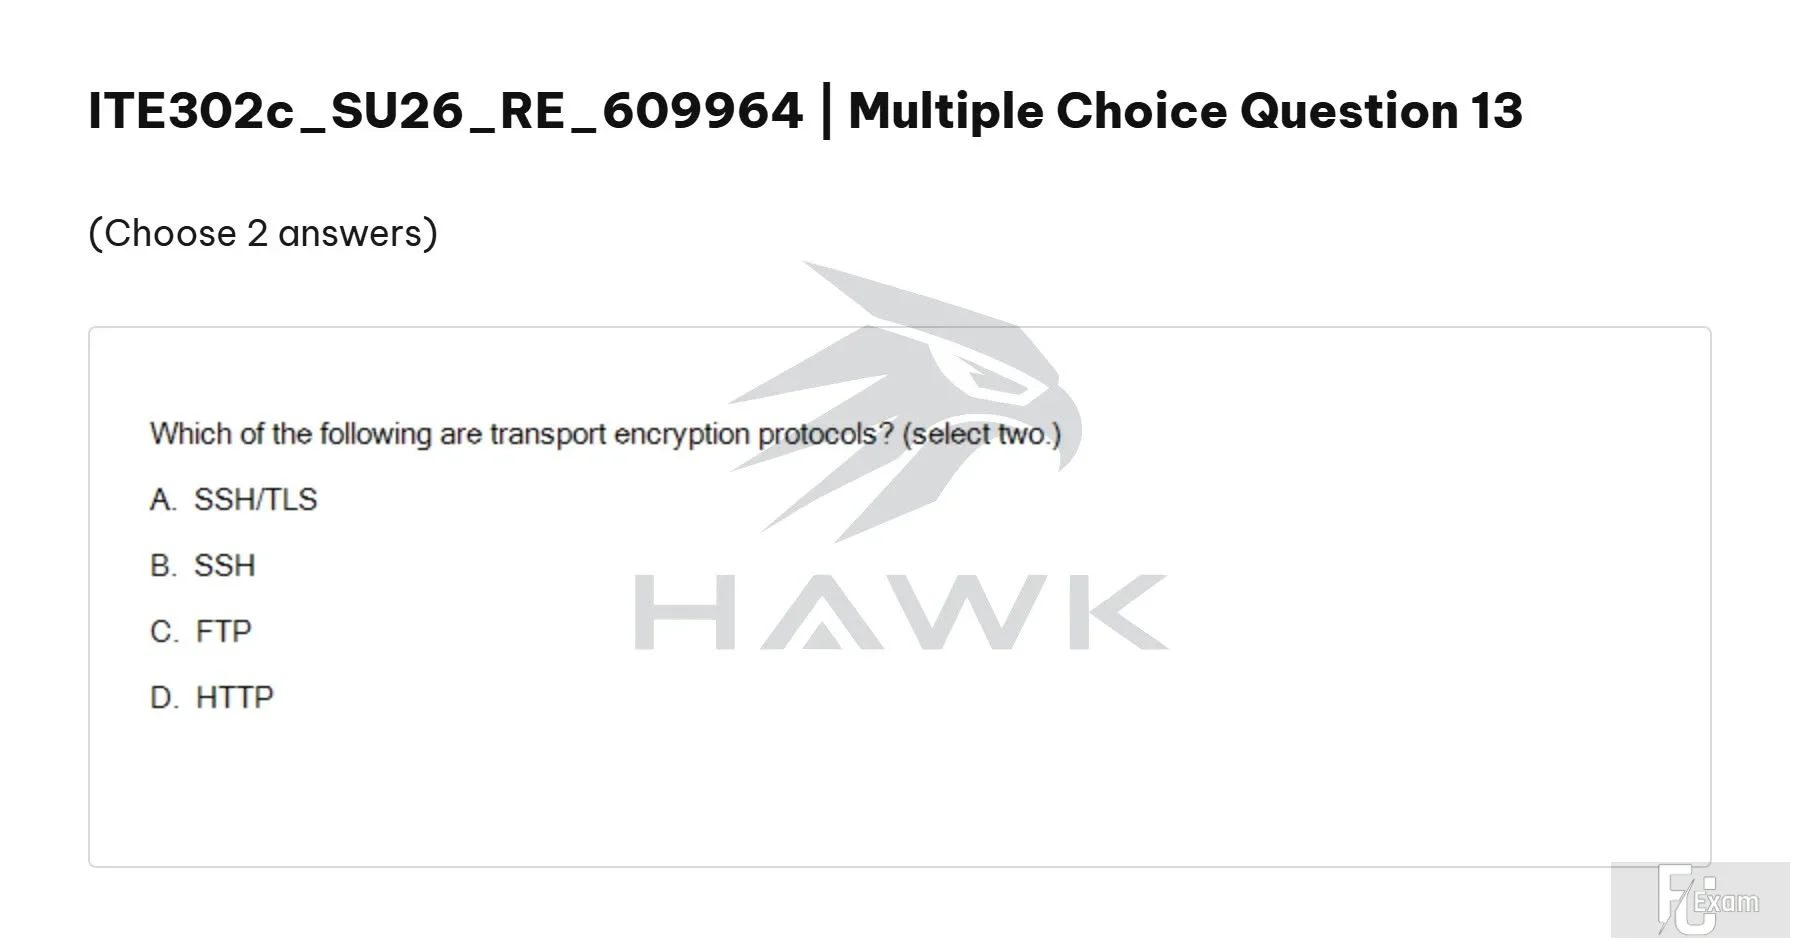 ITE302c_SU26_RE_609964 | Multiple Choice Question 13
(Choose 2 answers)
Which of the following are transport encryption protocols? (select two.)
A. SSH/TLS
B. SSH
C. FTP
D. HTTP
HAWK
FU Exam